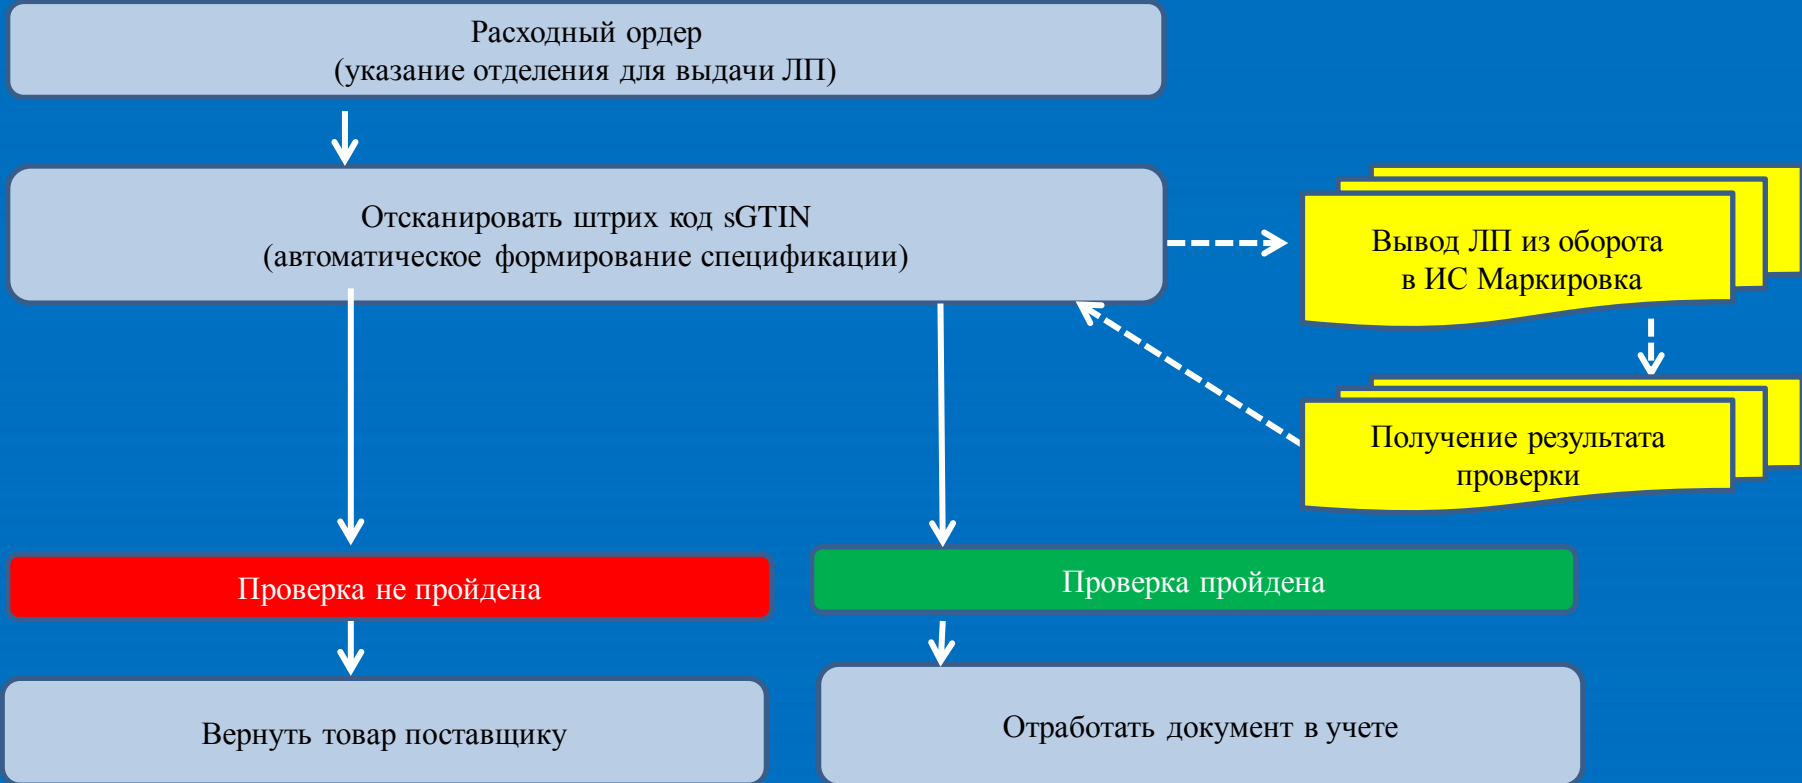 Расходный ордер
(указание отделения для выдачи ЛП)
Отсканировать штрих код sGTIN
(автоматическое формирование спецификации)
Вывод ЛП из оборота
в ИС Маркировка
Получение результата
проверки
Проверка не пройдена
Проверка пройдена
Вернуть товар поставщику
Отработать документ в учете